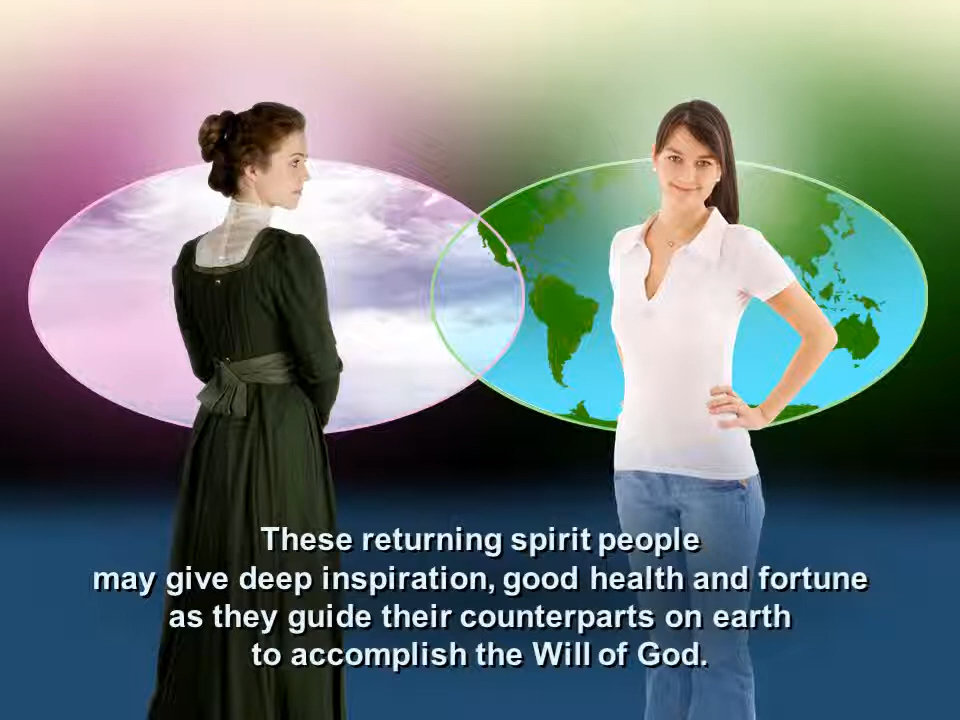 These returning spirit people
may give deep inspiration, good health and fortune
as they guide their counterparts on earth
to accomplish the Will of God.